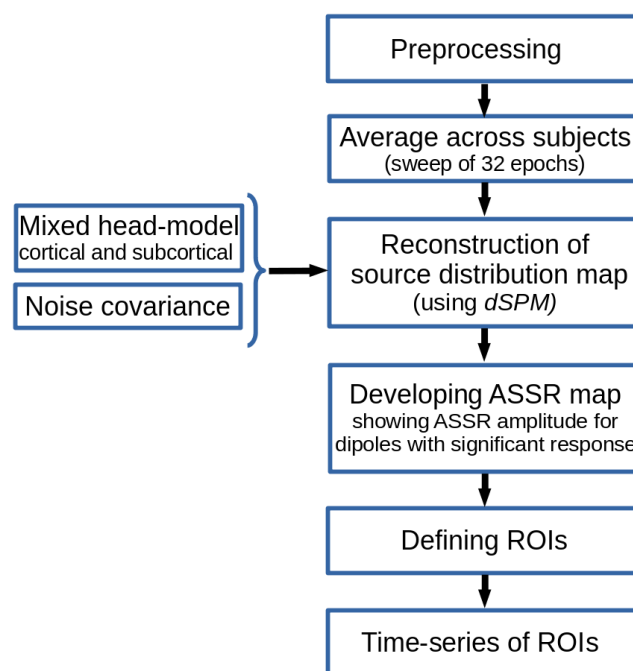 Preprocessing
Average across subjects
(sweep of 32 epochs)
Mixed head-model
cortical and subcortical
Noise covariance
Reconstruction of
source distribution map
(using dSPM)
Developing ASSR map
showing ASSR amplitude for
dipoles with significant response
Defining ROIs
Time-series of ROIs